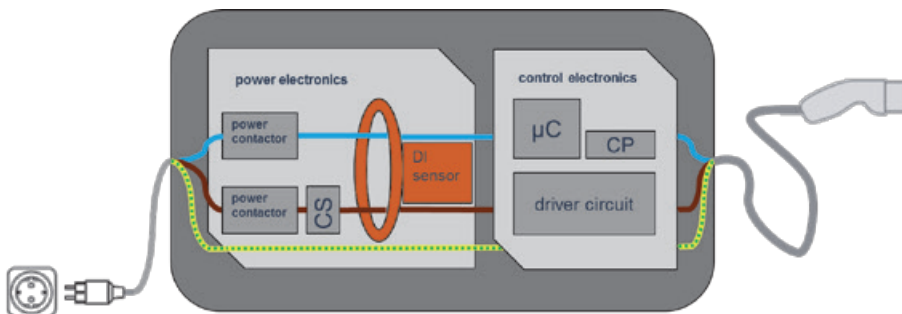 power electronics
control electronics
power
contactor
µC
CP
DI
sensor
power
contactor
CS
driver circuit